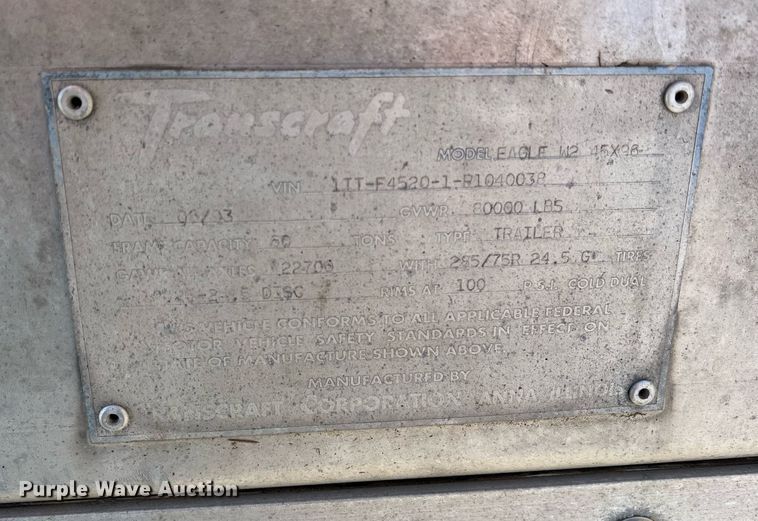 Transcraft
MODEL EAGLE W2 45X96
VIN 1TT-F4520-1-R1040038
DATE 09/93 GVWR 80000 LBS
FRAME CAPACITY 60 TONS TYPE TRAILER
GAWR ALL AXLES 22700 WITH 285/75R 24.5 G TIRES
DISC RIMS AT 100 P.S.I. COLD DUAL
THIS VEHICLE CONFORMS TO ALL APPLICABLE FEDERAL
MOTOR VEHICLE SAFETY STANDARDS IN EFFECT ON
DATE OF MANUFACTURE SHOWN ABOVE
MANUFACTURED BY
TRANSCRAFT CORPORATION ANNA, ILLINOIS
Purple Wave Auction